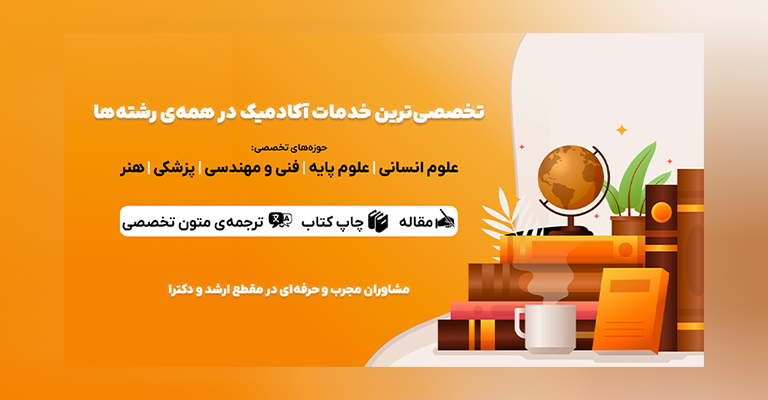 تخصصی‌ترین خدمات آکادمیک در همه‌ی رشته‌ها
حوزه‌های تخصصی:
علوم انسانی | علوم پایه | فنی و مهندسی | پزشکی | هنر
مقاله چاپ کتاب ترجمه‌ی متون تخصصی
مشاوران مجرب و حرفه‌ای در مقطع ارشد و دکترا